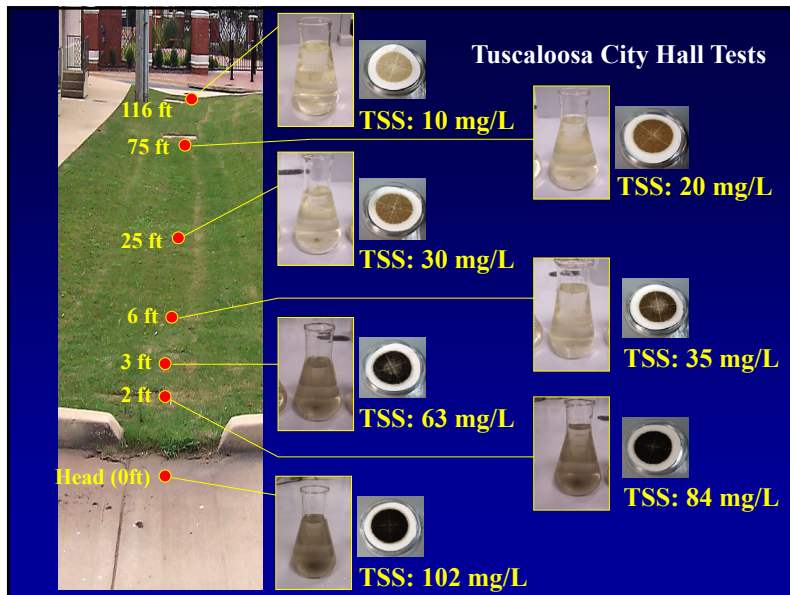 Tuscaloosa City Hall Tests
116 ft
TSS: 10 mg/L
75 ft
TSS: 20 mg/L
25 ft
TSS: 30 mg/L
6 ft
TSS: 35 mg/L
3 ft
TSS: 63 mg/L
2 ft
TSS: 84 mg/L
Head (0ft)
TSS: 102 mg/L